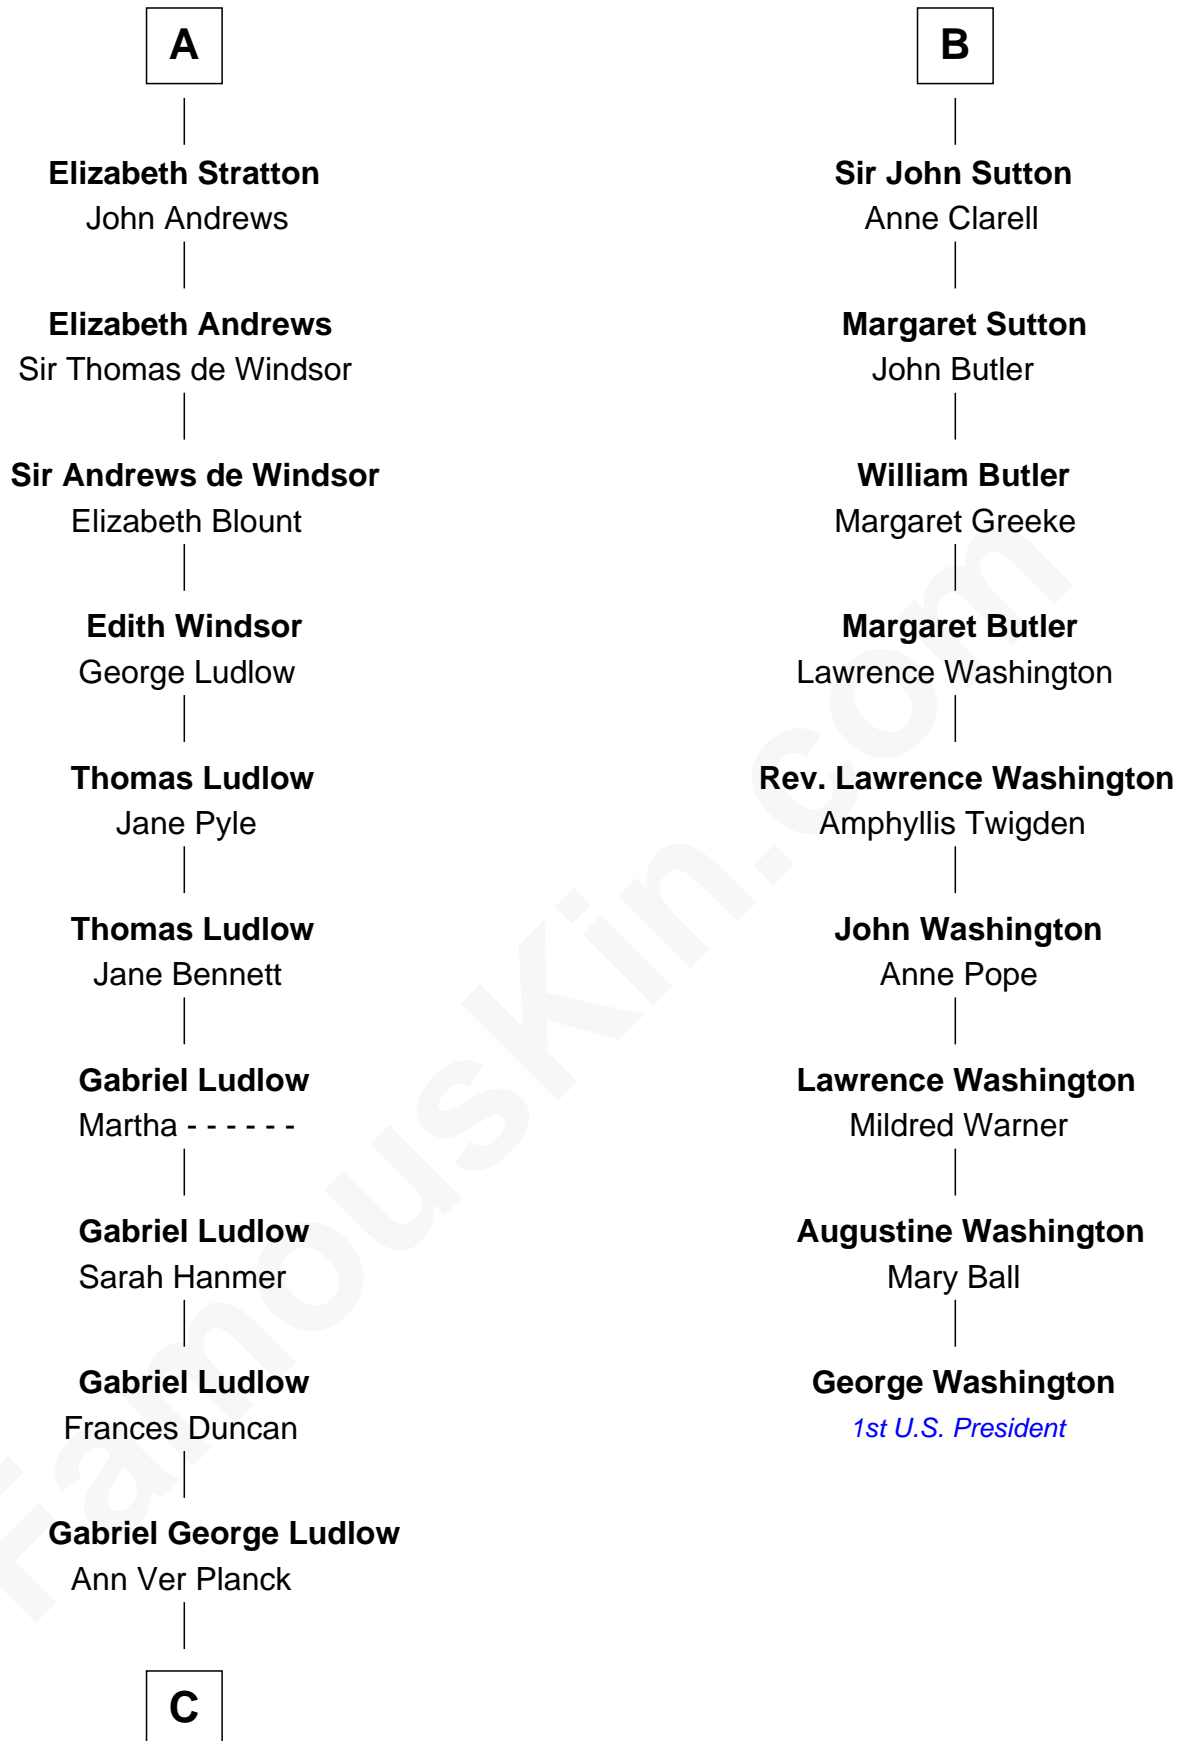 A
Elizabeth Stratton
John Andrews
Elizabeth Andrews
Sir Thomas de Windsor
Sir Andrews de Windsor
Elizabeth Blount
Edith Windsor
George Ludlow
Thomas Ludlow
Jane Pyle
Thomas Ludlow
Jane Bennett
Gabriel Ludlow
Martha - - - - - -
Gabriel Ludlow
Sarah Hanmer
Gabriel Ludlow
Frances Duncan
Gabriel George Ludlow
Ann Ver Planck
C
B
Sir John Sutton
Anne Clarell
Margaret Sutton
John Butler
William Butler
Margaret Greeke
Margaret Butler
Lawrence Washington
Rev. Lawrence Washington
Amphyllis Twigden
John Washington
Anne Pope
Lawrence Washington
Mildred Warner
Augustine Washington
Mary Ball
George Washington
1st U.S. President
FamousKin.com